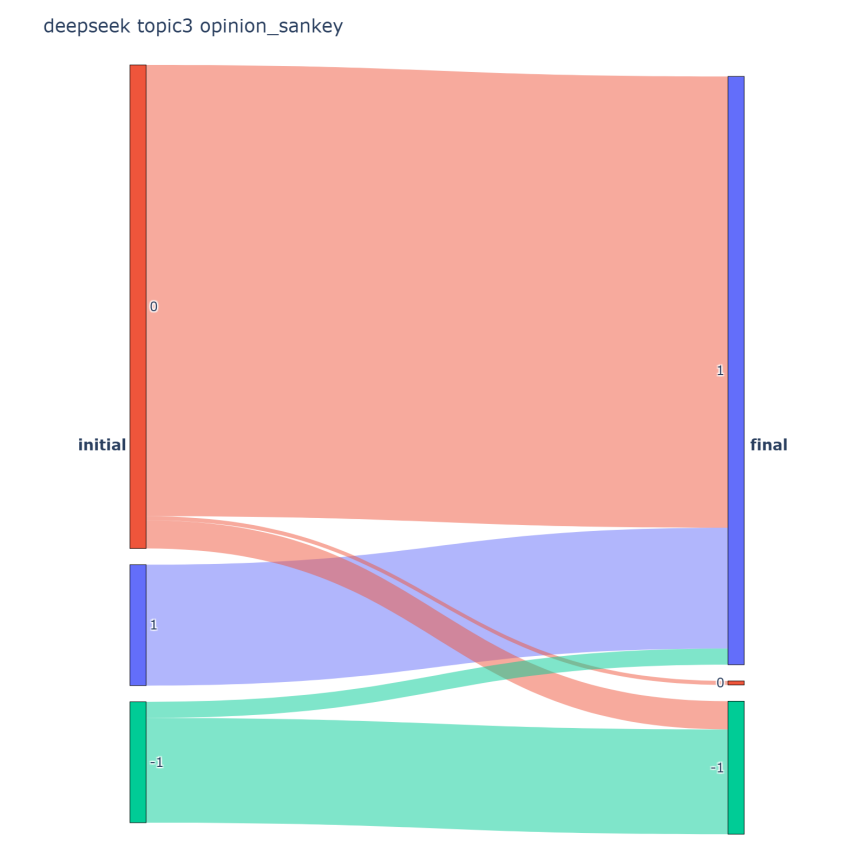 deepseek topic3 opinion_sankey
0
1
initial
final
1
0
-1
-1